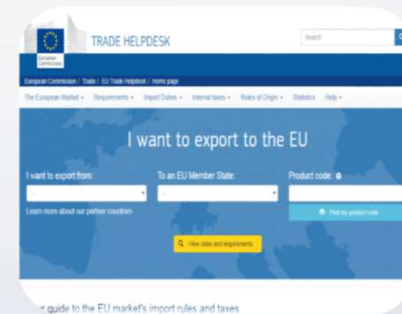 TRADE HELPDESK
Search
European
Commission
European Commission / Trade / EU Trade Helpdesk / Home page
The European Market
Requirements
Import Duties
Internal taxes
Rules of Origin
Statistics
Help
I want to export to the EU
I want to export from:
To an EU Member State:
Product code:
Learn more about our partner countries
Find my product code
View rules and requirements
guide to the EU market's import rules and taxes